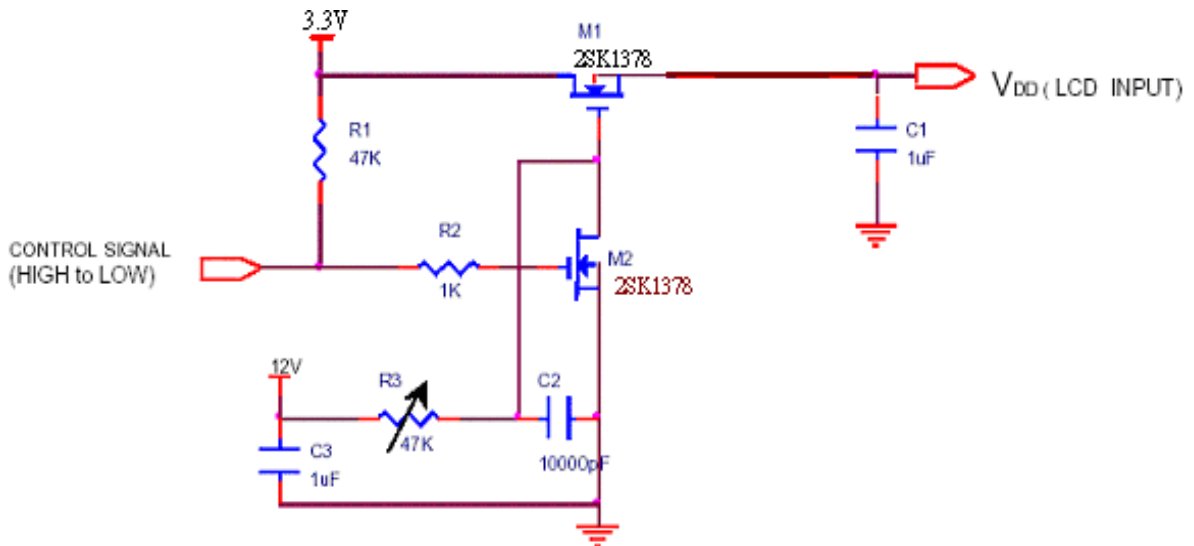 3.3V
M1
2SK1378
VDD ( LCD INPUT)
R1
47K
C1
1uF
CONTROL SIGNAL
(HIGH to LOW)
R2
1K
M2
2SK1378
12V
R3
47K
C2
10000pF
C3
1uF